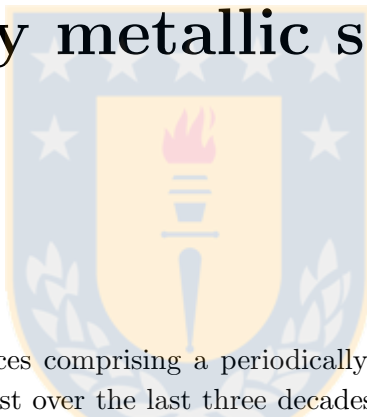 y metallic s
ces comprising a periodically
st over the last three decades